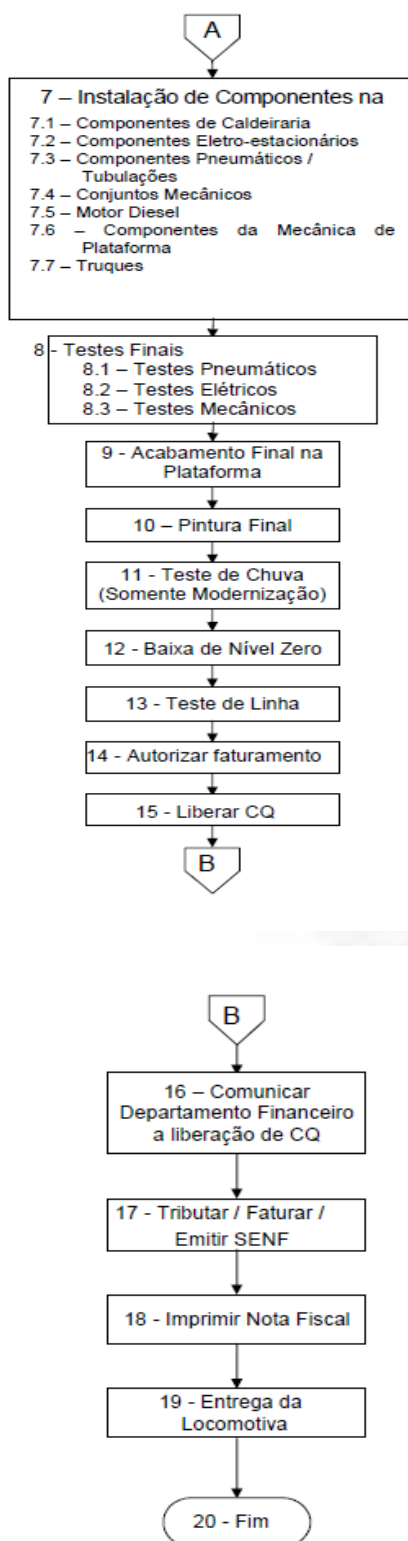 A
7 – Instalação de Componentes na
7.1 – Componentes de Caldeiraria
7.2 – Componentes Eletro-estacionários
7.3 – Componentes Pneumáticos /
Tubulações
7.4 – Conjuntos Mecânicos
7.5 – Motor Diesel
7.6 – Componentes da Mecânica de
Plataforma
7.7 – Truques
8 - Testes Finais
8.1 – Testes Pneumáticos
8.2 – Testes Elétricos
8.3 – Testes Mecânicos
9 - Acabamento Final na
Plataforma
10 – Pintura Final
11 - Teste de Chuva
(Somente Modernização)
12 - Baixa de Nível Zero
13 - Teste de Linha
14 - Autorizar faturamento
15 - Liberar CQ
B
B
16 – Comunicar
Departamento Financeiro
a liberação de CQ
17 - Tributar / Faturar /
Emitir SENF
18 - Imprimir Nota Fiscal
19 - Entrega da
Locomotiva
20 - Fim